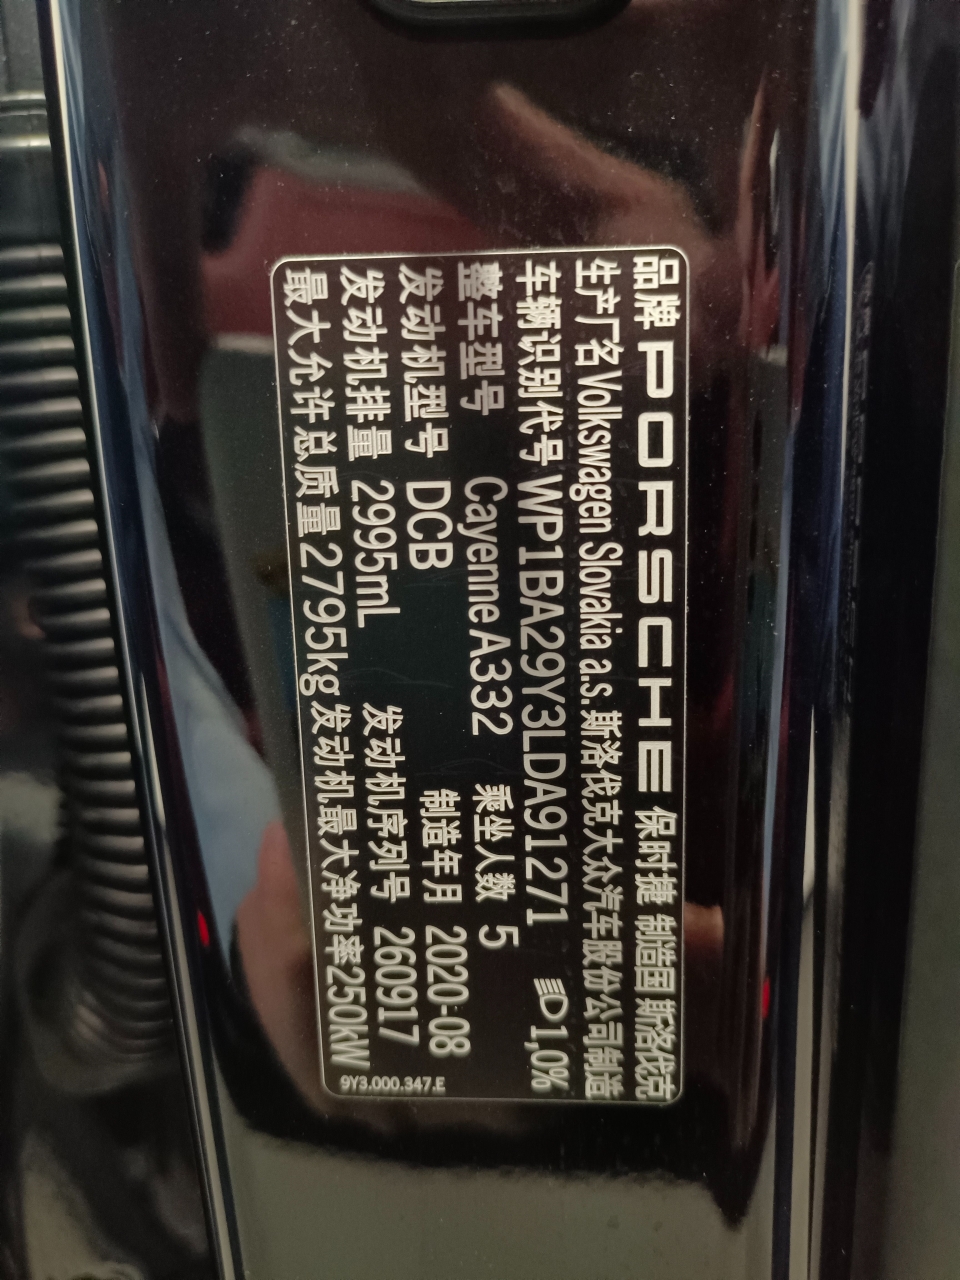 品牌 PORSCHE 保时捷 制造国 斯洛伐克
生产厂名 Volkswagen Slovakia a.s. 斯洛伐克大众汽车股份公司制造
车辆识别代号 WP1BA29Y3LDA91271 1,0%
整车型号 Cayenne A332 乘坐人数 5
发动机型号 DCB 制造年月 2020-08
发动机排量 2995mL 发动机序列号 260917
最大允许总质量 2795kg 发动机最大净功率 250kW
9Y3.000.347.E